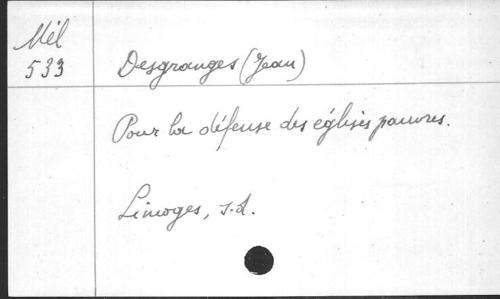 Mél
533
Desgranges (Jean)
Pour la défense des églises pauvres.
Limoges, s.d.